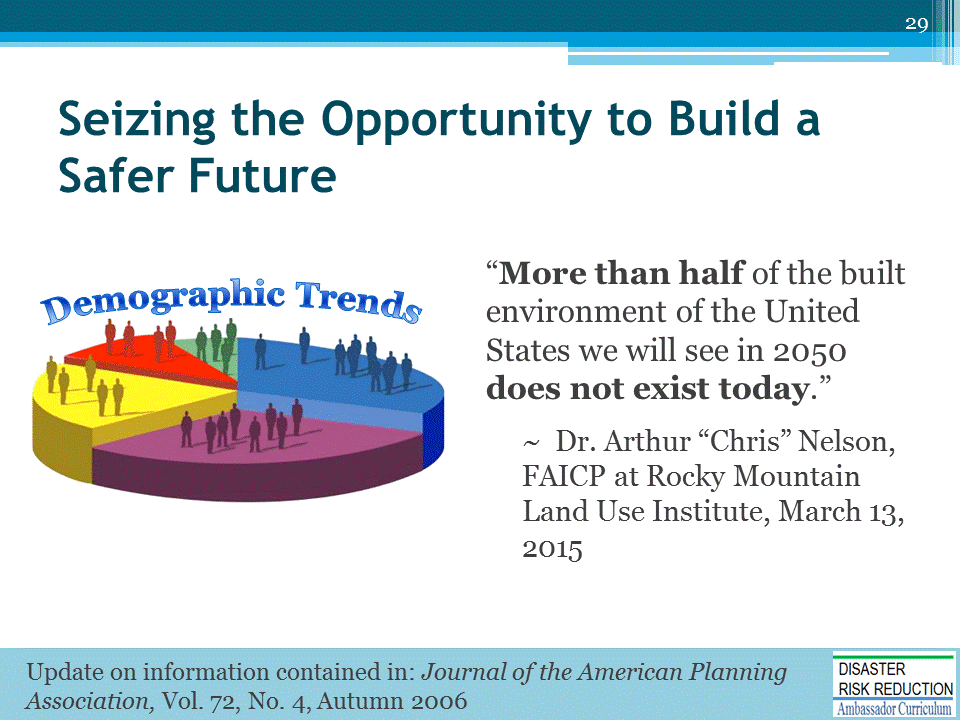 29
Seizing the Opportunity to Build a
Safer Future
Demographic Trends
“More than half of the built
environment of the United
States we will see in 2050
does not exist today.”
~ Dr. Arthur “Chris” Nelson,
FAICP at Rocky Mountain
Land Use Institute, March 13,
2015
Update on information contained in: Journal of the American Planning
Association, Vol. 72, No. 4, Autumn 2006
DISASTER
RISK REDUCTION
Ambassador Curriculum